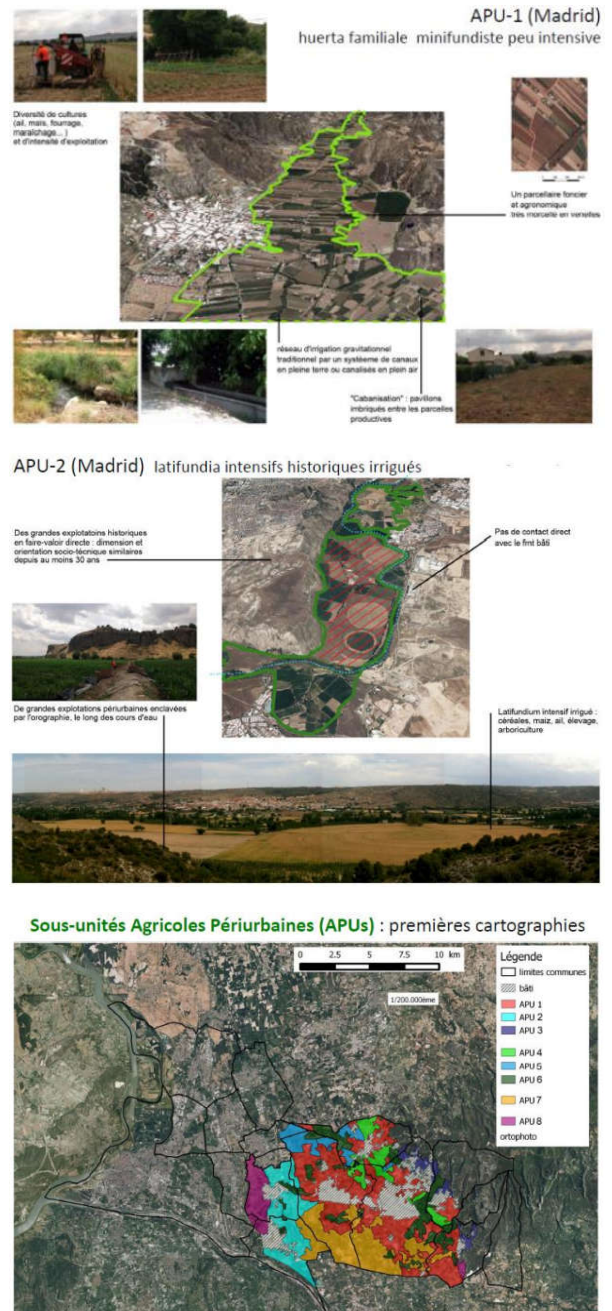 APU-1 (Madrid)
huerta familiale minifundiste peu intensive
Diversité de cultures
(ail, maïs, fourrage,
maraîchage... )
et d'intensité d'exploitation
Un parcellaire foncier
et agronomique
très morcelé en venelles
réseau d'irrigation gravitationnel
traditionnel par un systéeme de canaux
en pleine terre ou canalisés en plein air
"Cabanisation" : pavillons
imbriqués entre les parcelles
productives
APU-2 (Madrid) latifundia intensifs historiques irrigués
Des grandes explotatoins historiques
en faire-valoir directe : dimension et
orientation socio-técnique similaires
depuis au moins 30 ans
Pas de contact direct
avec le frnt bâti
De grandes explotations périurbaines enclavées
par l'orographie, le long des cours d'eau
Latifundium intensif irrigué :
céréales, maiz, ail, élevage,
arboriculture
Sous-unités Agricoles Périurbaines (APUs) : premières cartographies
0 2.5 5 7.5 10 km
1/200.000ème
Légende
limites communes
bâti
APU 1
APU 2
APU 3
APU 4
APU 5
APU 6
APU 7
APU 8
ortophoto